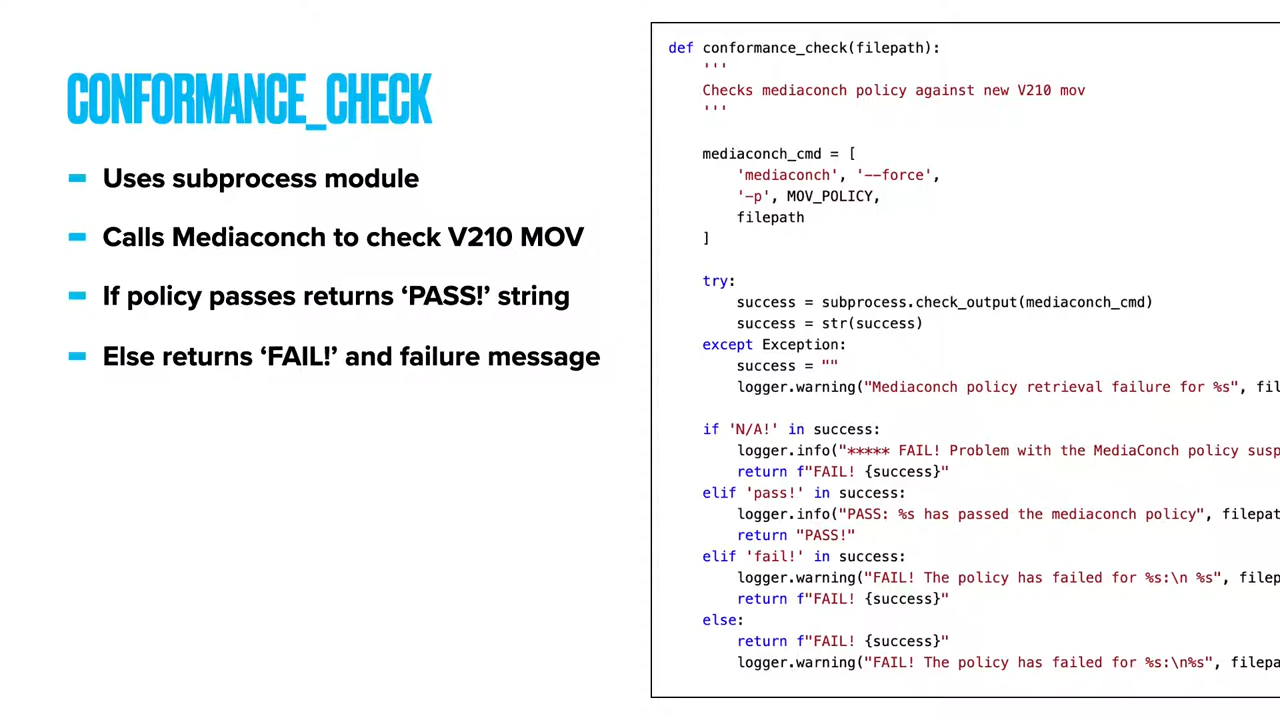 CONFORMANCE_CHECK
Uses subprocess module
Calls Mediaconch to check V210 MOV
If policy passes returns ‘PASS!’ string
Else returns ‘FAIL!’ and failure message
def conformance_check(filepath):
'''
Checks mediaconch policy against new V210 mov
'''
mediaconch_cmd = [
'mediaconch', '--force',
'-p', MOV_POLICY,
filepath
]
try:
success = subprocess.check_output(mediaconch_cmd)
success = str(success)
except Exception:
success = ""
logger.warning("Mediaconch policy retrieval failure for %s", fil
if 'N/A!' in success:
logger.info("***** FAIL! Problem with the MediaConch policy susp
return f"FAIL! {success}"
elif 'pass!' in success:
logger.info("PASS: %s has passed the mediaconch policy", filepat
return "PASS!"
elif 'fail!' in success:
logger.warning("FAIL! The policy has failed for %s:\n %s", filep
return f"FAIL! {success}"
else:
return f"FAIL! {success}"
logger.warning("FAIL! The policy has failed for %s:\n%s", filepa